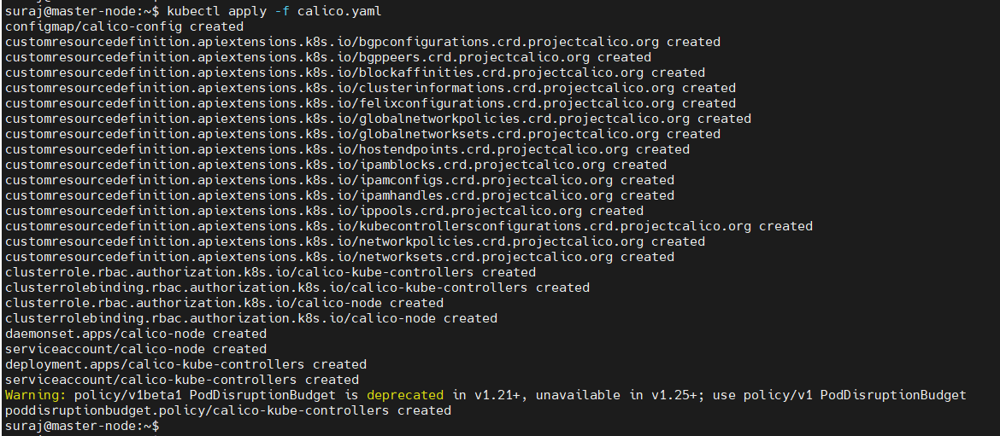 suraj@master-node:~$ kubectl apply -f calico.yaml
configmap/calico-config created
customresourcedefinition.apiextensions.k8s.io/bgpconfigurations.crd.projectcalico.org created
customresourcedefinition.apiextensions.k8s.io/bgppeers.crd.projectcalico.org created
customresourcedefinition.apiextensions.k8s.io/blockaffinities.crd.projectcalico.org created
customresourcedefinition.apiextensions.k8s.io/clusterinformations.crd.projectcalico.org created
customresourcedefinition.apiextensions.k8s.io/felixconfigurations.crd.projectcalico.org created
customresourcedefinition.apiextensions.k8s.io/globalnetworkpolicies.crd.projectcalico.org created
customresourcedefinition.apiextensions.k8s.io/globalnetworksets.crd.projectcalico.org created
customresourcedefinition.apiextensions.k8s.io/hostendpoints.crd.projectcalico.org created
customresourcedefinition.apiextensions.k8s.io/ipamblocks.crd.projectcalico.org created
customresourcedefinition.apiextensions.k8s.io/ipamconfigs.crd.projectcalico.org created
customresourcedefinition.apiextensions.k8s.io/ipamhandles.crd.projectcalico.org created
customresourcedefinition.apiextensions.k8s.io/ippools.crd.projectcalico.org created
customresourcedefinition.apiextensions.k8s.io/kubecontrollersconfigurations.crd.projectcalico.org created
customresourcedefinition.apiextensions.k8s.io/networkpolicies.crd.projectcalico.org created
customresourcedefinition.apiextensions.k8s.io/networksets.crd.projectcalico.org created
clusterrole.rbac.authorization.k8s.io/calico-kube-controllers created
clusterrolebinding.rbac.authorization.k8s.io/calico-kube-controllers created
clusterrole.rbac.authorization.k8s.io/calico-node created
clusterrolebinding.rbac.authorization.k8s.io/calico-node created
daemonset.apps/calico-node created
serviceaccount/calico-node created
deployment.apps/calico-kube-controllers created
serviceaccount/calico-kube-controllers created
Warning: policy/v1beta1 PodDisruptionBudget is deprecated in v1.21+, unavailable in v1.25+; use policy/v1 PodDisruptionBudget
poddisruptionbudget.policy/calico-kube-controllers created
suraj@master-node:~$